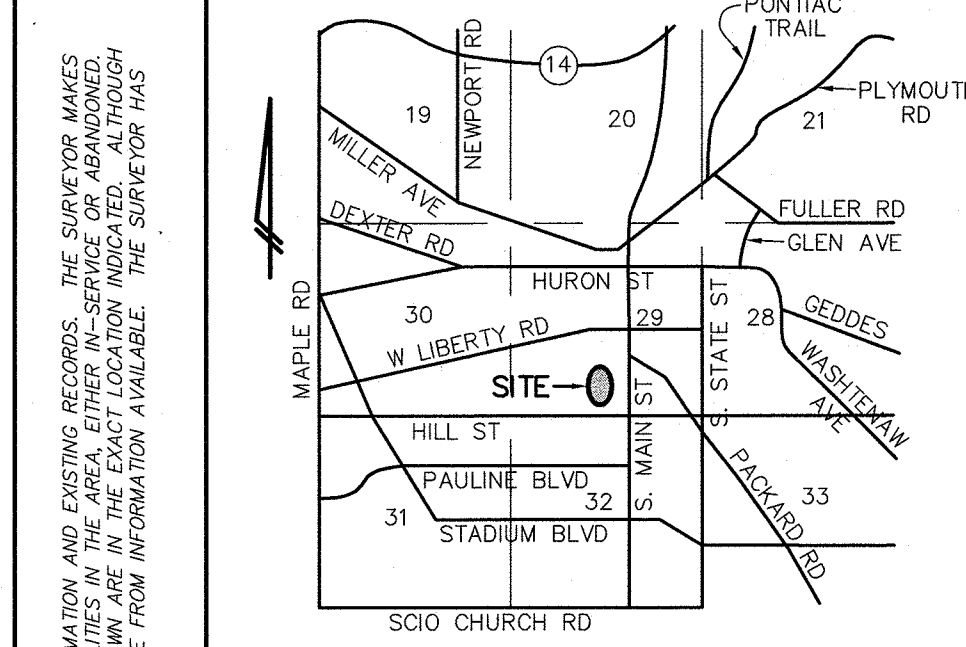 MATION AND EXISTING RECORDS. THE SURVEYOR MAKES
LITIES IN THE AREA, EITHER IN-SERVICE OR ABANDONED.
WN ARE IN THE EXACT LOCATION INDICATED. ALTHOUGH
E FROM INFORMATION AVAILABLE. THE SURVEYOR HAS
PONTIAC
TRAIL
NEWPORT RD
14
PLYMOUTH
RD
19
20
21
MILLER AVE
DEXTER RD
FULLER RD
GLEN AVE
HURON ST
MAPLE RD
30
29
28
S. STATE ST
GEDDES
W LIBERTY RD
WASHTENAW
AVE
SITE
S. MAIN ST
HILL ST
PAULINE BLVD
PACKARD RD
31
32
33
STADIUM BLVD
SCIO CHURCH RD